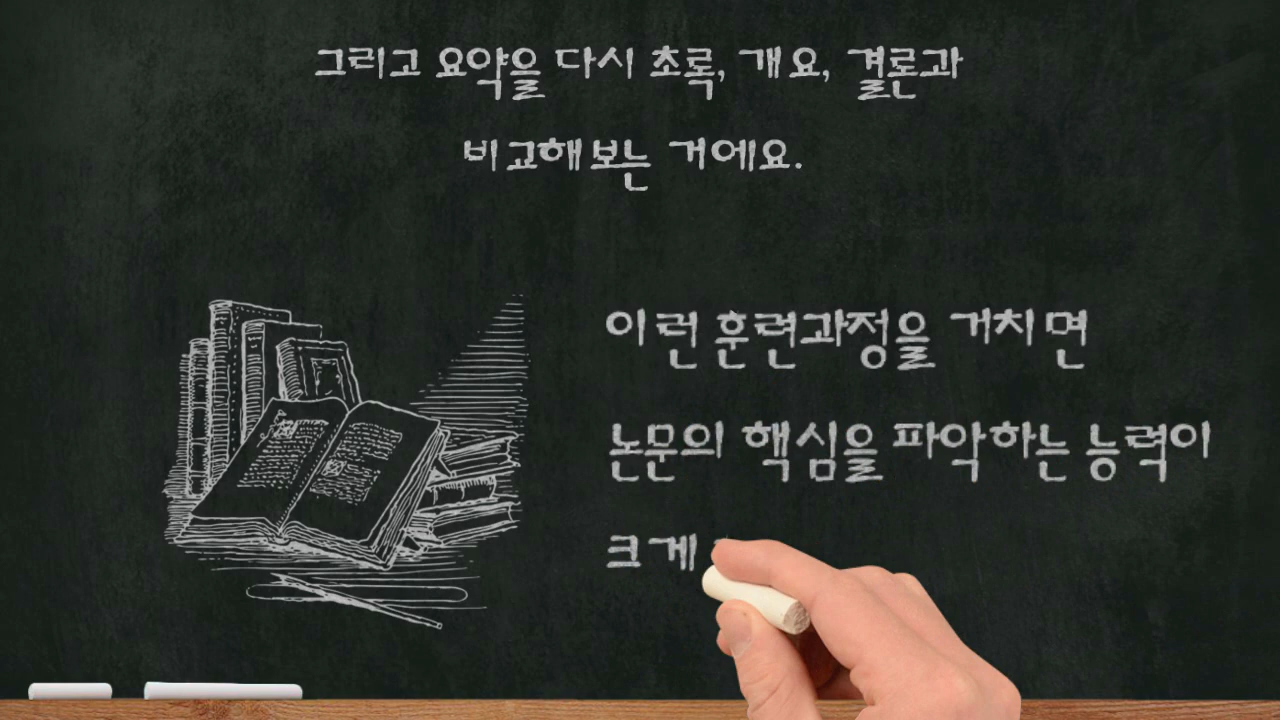 그리고 요약을 다시 초록, 개요, 결론과
비교해보는 거에요.
이런 훈련과정을 거치면
논문의 핵심을 파악하는 능력이
크게